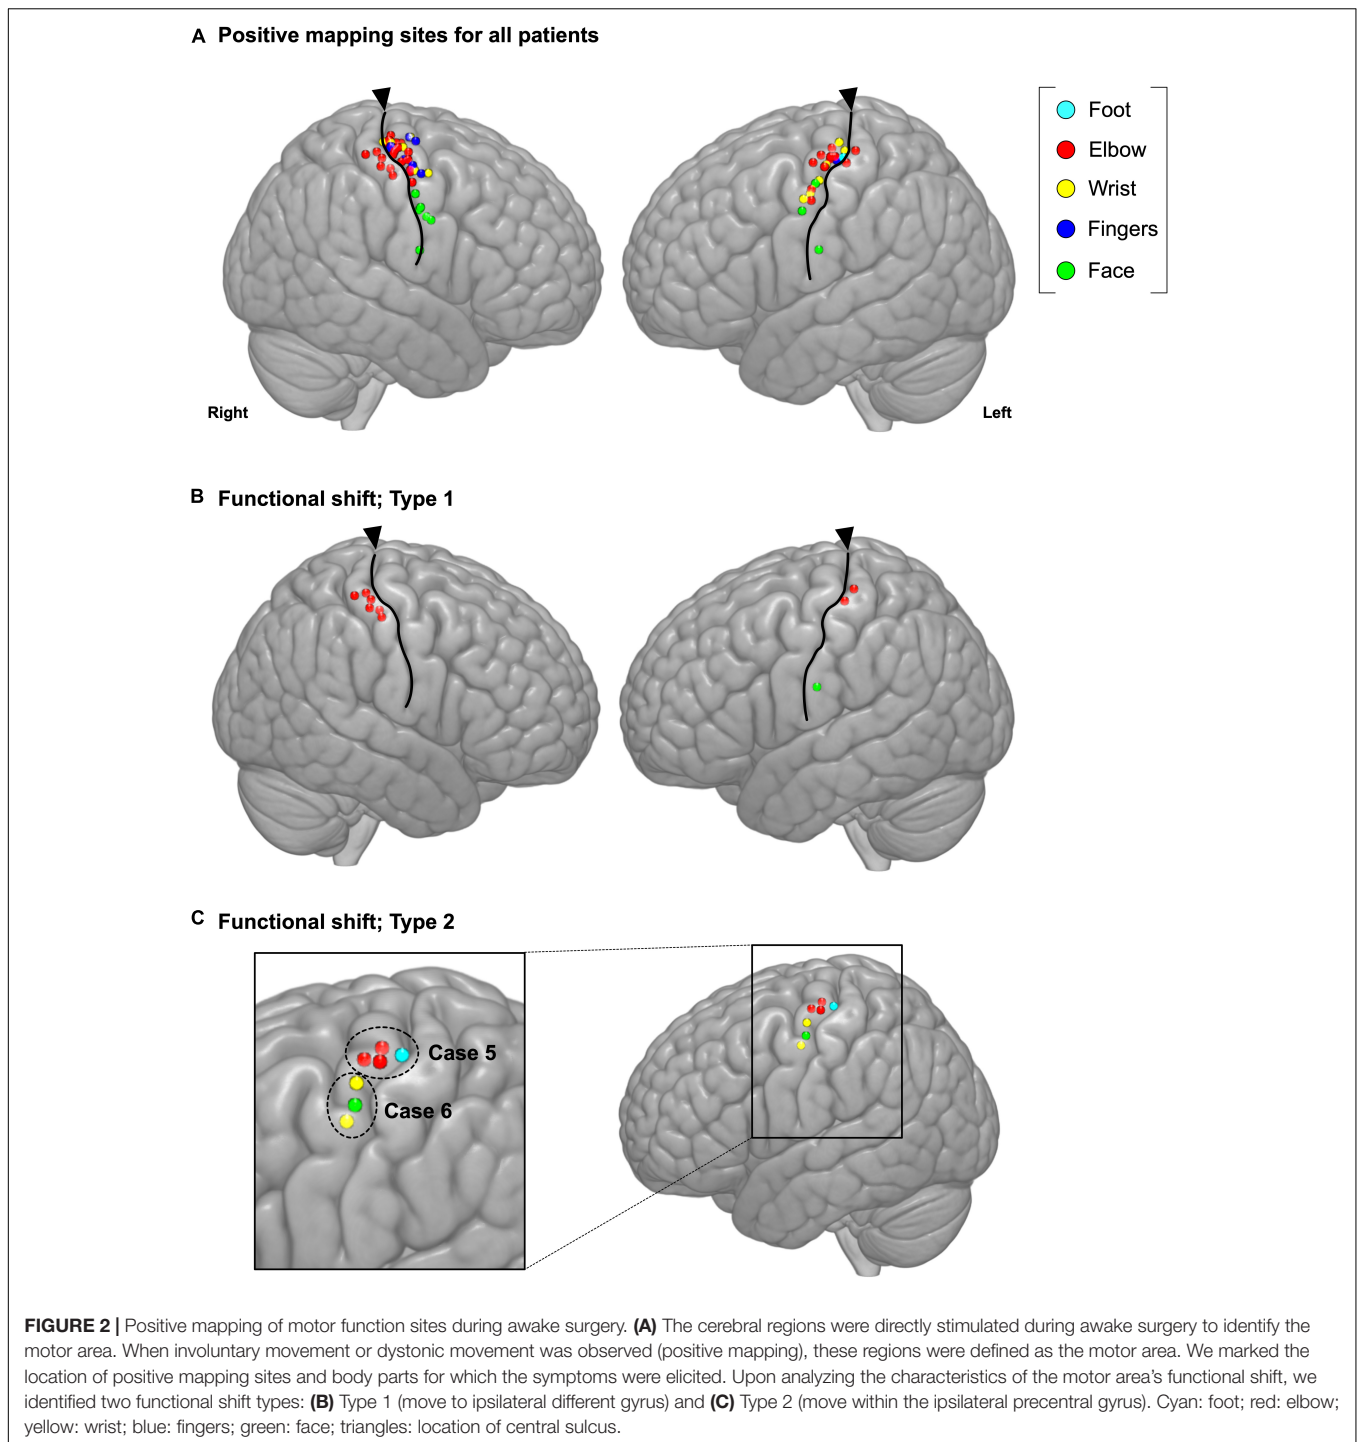 A Positive mapping sites for all patients
Foot
Elbow
Wrist
Fingers
Face
Right
Left
B Functional shift; Type 1
C Functional shift; Type 2
Case 5
Case 6
FIGURE 2 | Positive mapping of motor function sites during awake surgery. (A) The cerebral regions were directly stimulated during awake surgery to identify the
motor area. When involuntary movement or dystonic movement was observed (positive mapping), these regions were defined as the motor area. We marked the
location of positive mapping sites and body parts for which the symptoms were elicited. Upon analyzing the characteristics of the motor area's functional shift, we
identified two functional shift types: (B) Type 1 (move to ipsilateral different gyrus) and (C) Type 2 (move within the ipsilateral precentral gyrus). Cyan: foot; red: elbow;
yellow: wrist; blue: fingers; green: face; triangles: location of central sulcus.